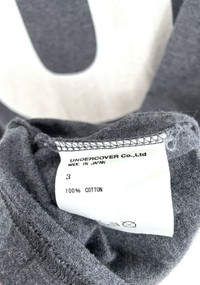 UNDERCOVER Co.,Ltd
MADE IN JAPAN
3
100% COTTON